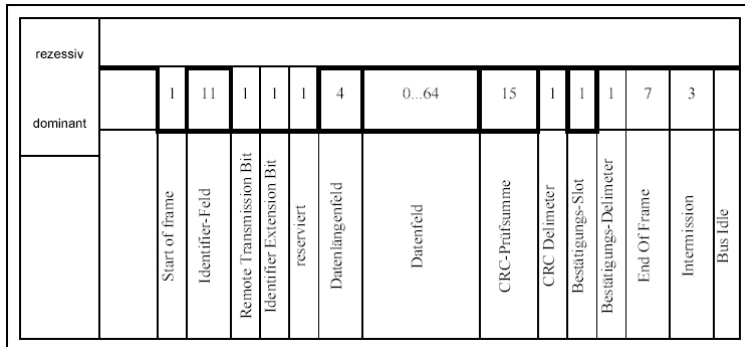 rezessiv
1 11 1 1 1 4 0...64 15 1 1 1 7 3
dominant
Start of frame
Identifier-Feld
Remote Transmission Bit
Identifier Extension Bit
reserviert
Datenlängenfeld
Datenfeld
CRC-Prüfsumme
CRC Delimeter
Bestätigungs-Slot
Bestätigungs-Delimeter
End Of Frame
Intermission
Bus Idle